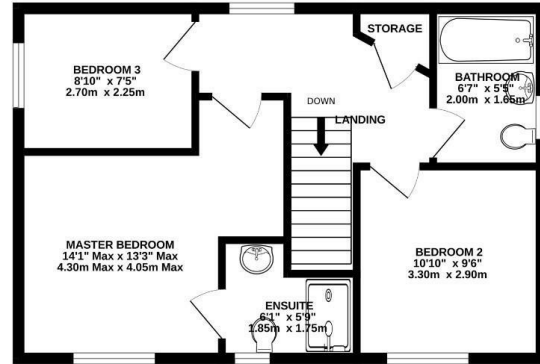 STORAGE
BEDROOM 3
8'10" x 7'5"
2.70m x 2.25m
BATHROOM
6'7" x 5'5"
2.00m x 1.65m
DOWN
LANDING
MASTER BEDROOM
14'1" Max x 13'3" Max
4.30m Max x 4.05m Max
BEDROOM 2
10'10" x 9'6"
3.30m x 2.90m
ENSUITE
6'1" x 5'9"
1.85m x 1.75m